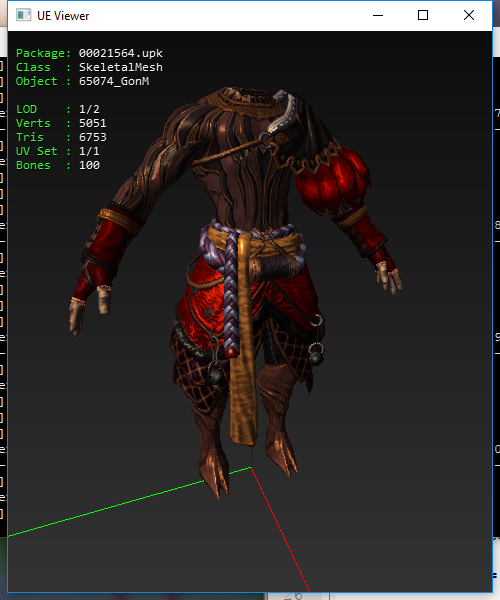 UE Viewer
Package: 00021564.upk
Class : SkeletalMesh
Object : 65074_GonM
LOD : 1/2
Verts : 5051
Tris : 6753
UV Set : 1/1
Bones : 100